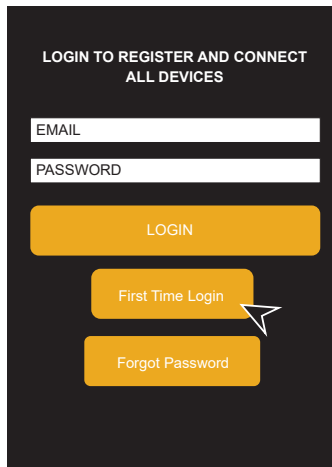 LOGIN TO REGISTER AND CONNECT
ALL DEVICES
EMAIL
PASSWORD
LOGIN
First Time Login
Forgot Password